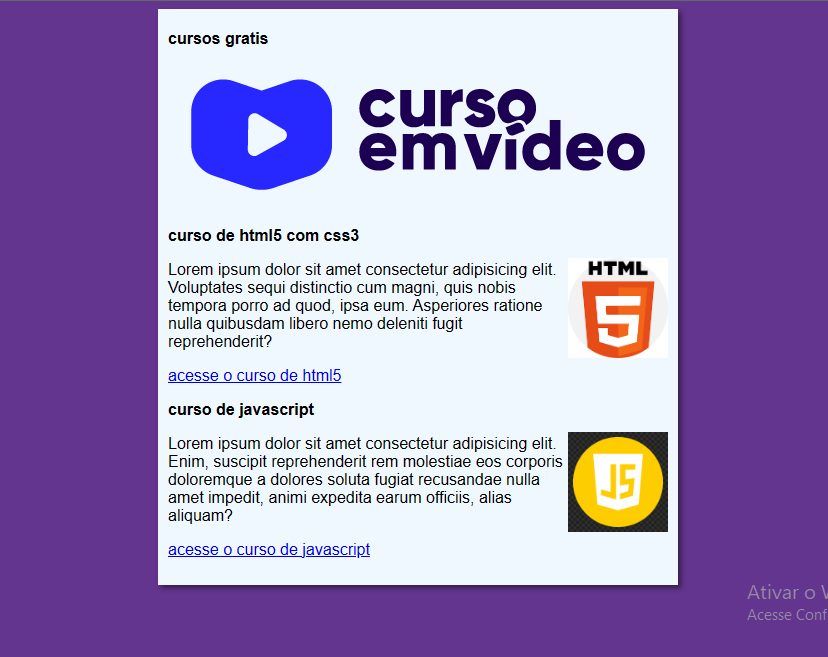 cursos gratis
curso
emvídeo
curso de html5 com css3
Lorem ipsum dolor sit amet consectetur adipisicing elit.
Voluptates sequi distinctio cum magni, quis nobis
tempora porro ad quod, ipsa eum. Asperiores ratione
nulla quibusdam libero nemo deleniti fugit
reprehenderit?
HTML
5
acesse o curso de html5
curso de javascript
Lorem ipsum dolor sit amet consectetur adipisicing elit.
Enim, suscipit reprehenderit rem molestiae eos corporis
doloremque a dolores soluta fugiat recusandae nulla
amet impedit, animi expedita earum officiis, alias
aliquam?
JS
acesse o curso de javascript
Ativar o
Acesse Conf